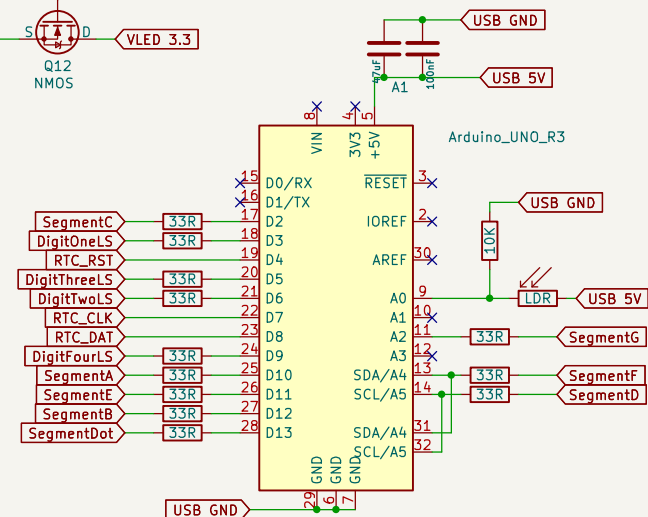 S
D
VLED 3.3
Q12
NMOS
USB GND
47uF
100nF
USB 5V
A1
Arduino_UNO_R3
8
4
5
VIN
3V3
+5V
15
D0/RX
RESET
3
16
D1/TX
SegmentC
33R
17
D2
IOREF
2
USB GND
DigitOneLS
33R
18
D3
10K
RTC_RST
19
D4
AREF
30
DigitThreeLS
33R
20
D5
DigitTwoLS
33R
21
D6
A0
9
LDR
USB 5V
RTC_CLK
22
D7
A1
10
RTC_DAT
23
D8
A2
11
33R
SegmentG
DigitFourLS
33R
24
D9
A3
12
SegmentA
33R
25
D10
SDA/A4
13
33R
SegmentF
SegmentE
33R
26
D11
SCL/A5
14
33R
SegmentD
SegmentB
33R
27
D12
SegmentDot
33R
28
D13
SDA/A4
31
SCL/A5
32
GND
GND
GND
29
6
7
USB GND